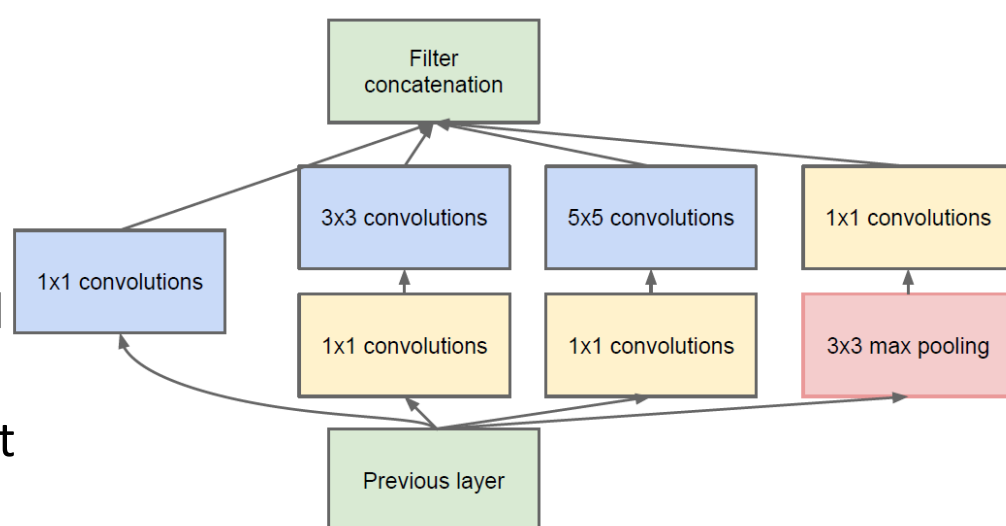 Filter
concatenation
3x3 convolutions
5x5 convolutions
1x1 convolutions
1x1 convolutions
1x1 convolutions
1x1 convolutions
3x3 max pooling
t
Previous layer